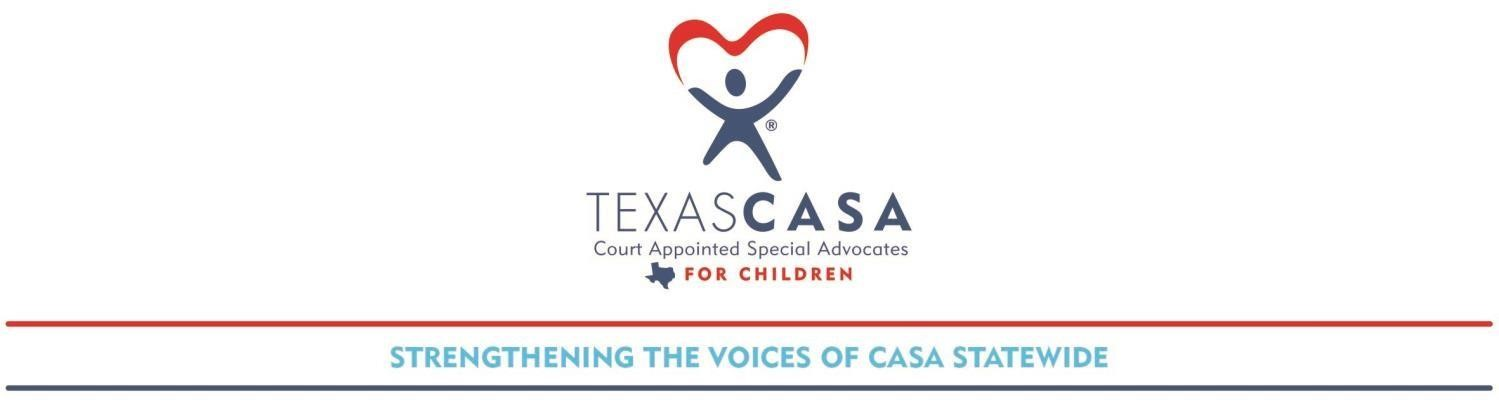 ®
TEXASCASA
Court Appointed Special Advocates
FOR CHILDREN
STRENGTHENING THE VOICES OF CASA STATEWIDE